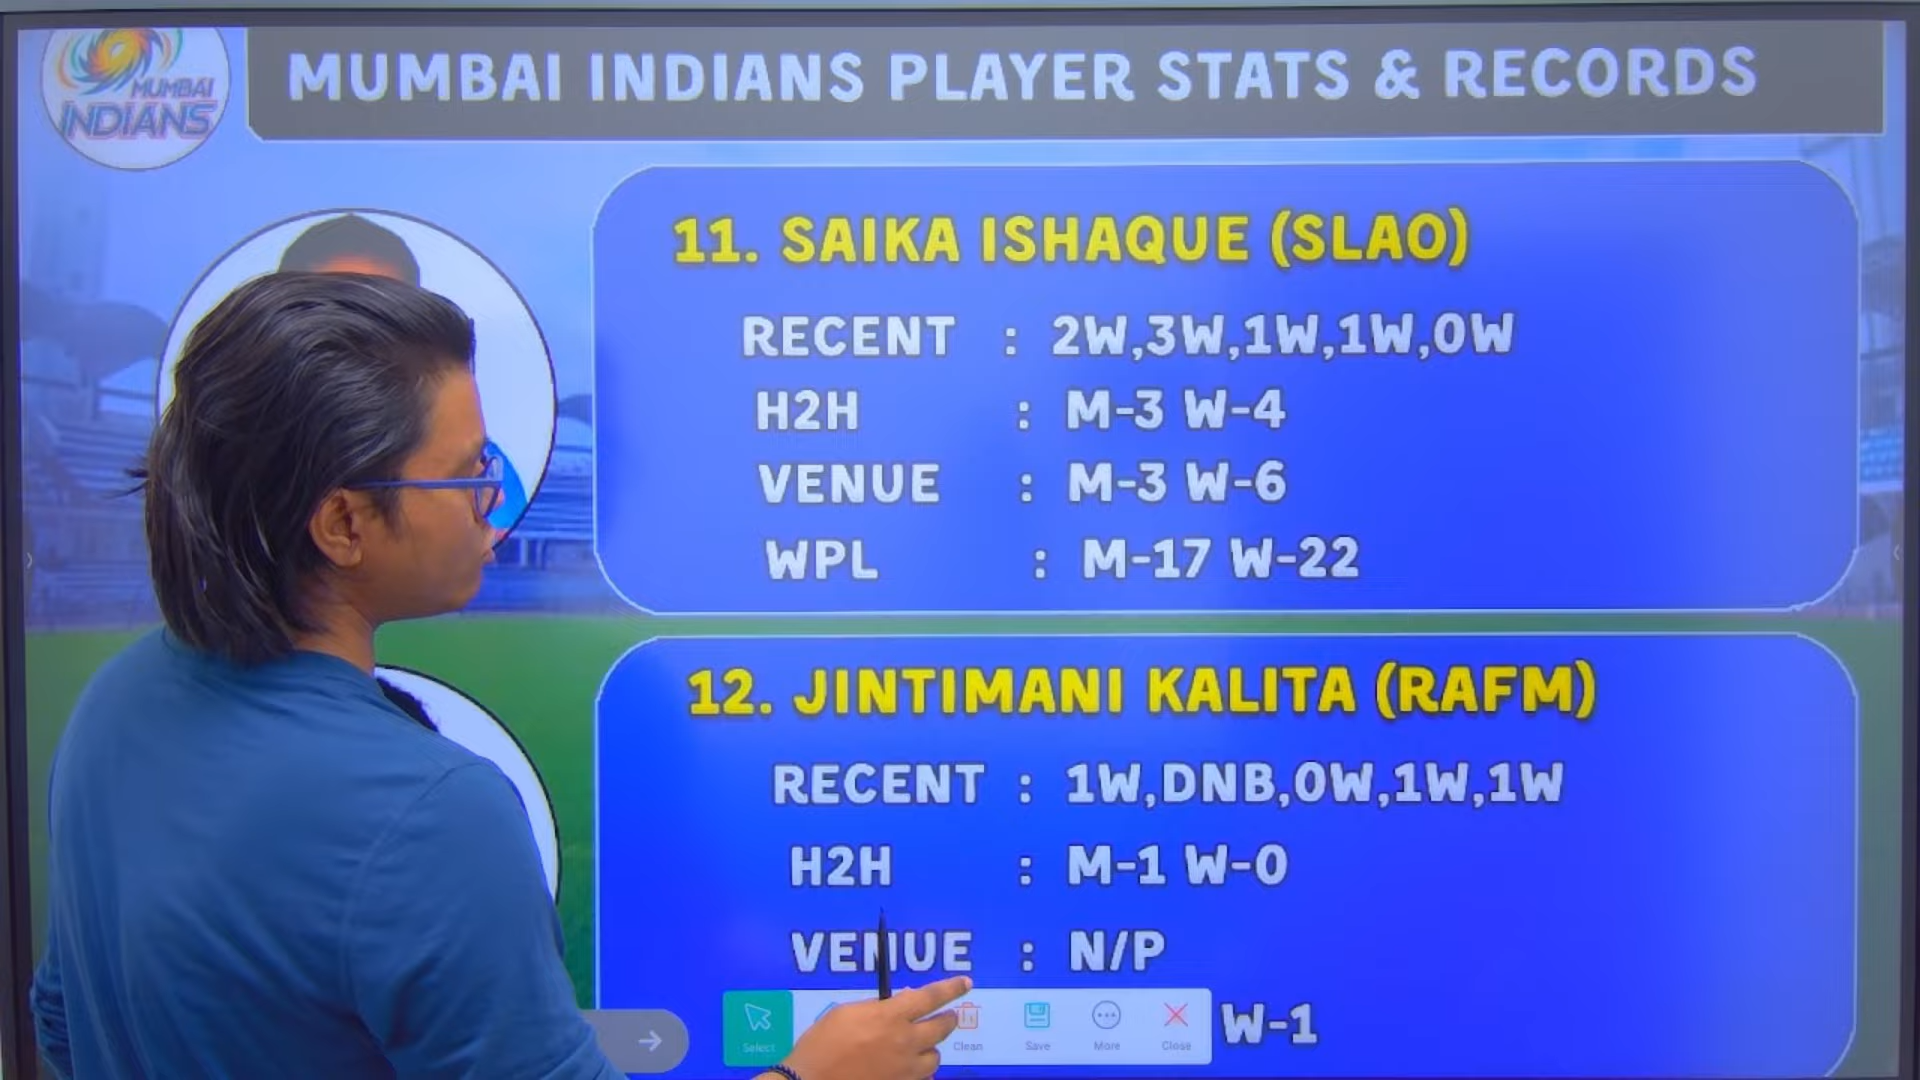 MUMBAI INDIANS
MUMBAI INDIANS PLAYER STATS & RECORDS
11. SAIKA ISHAQUE (SLAO)
RECENT : 2W,3W,1W,1W,0W
H2H : M-3 W-4
VENUE : M-3 W-6
WPL : M-17 W-22
12. JINTIMANI KALITA (RAFM)
RECENT : 1W,DNB,0W,1W,1W
H2H : M-1 W-0
VENUE : N/P
W-1
Select Clean Save More Close